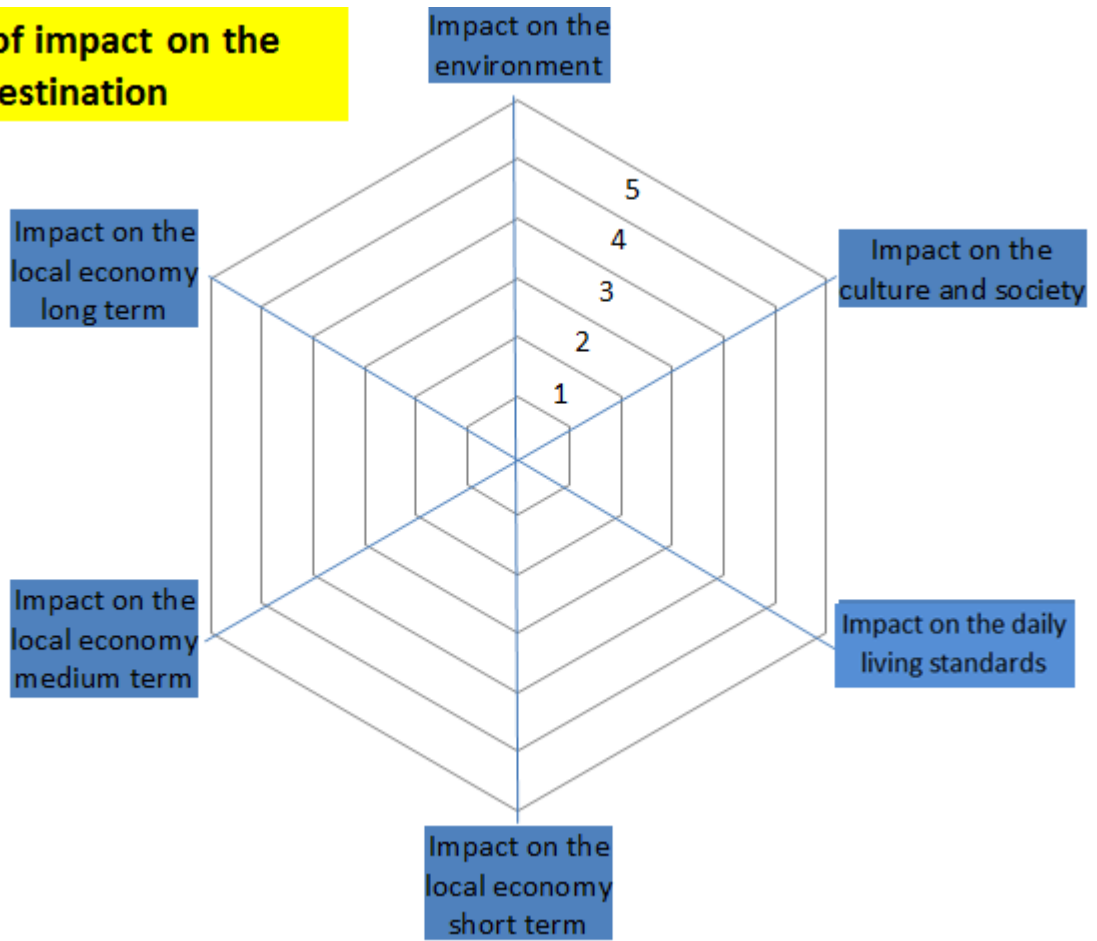 of impact on the
estination
Impact on the
environment
5
4
3
2
1
Impact on the
local economy
long term
Impact on the
culture and society
Impact on the
local economy
medium term
Impact on the daily
living standards
Impact on the
local economy
short term